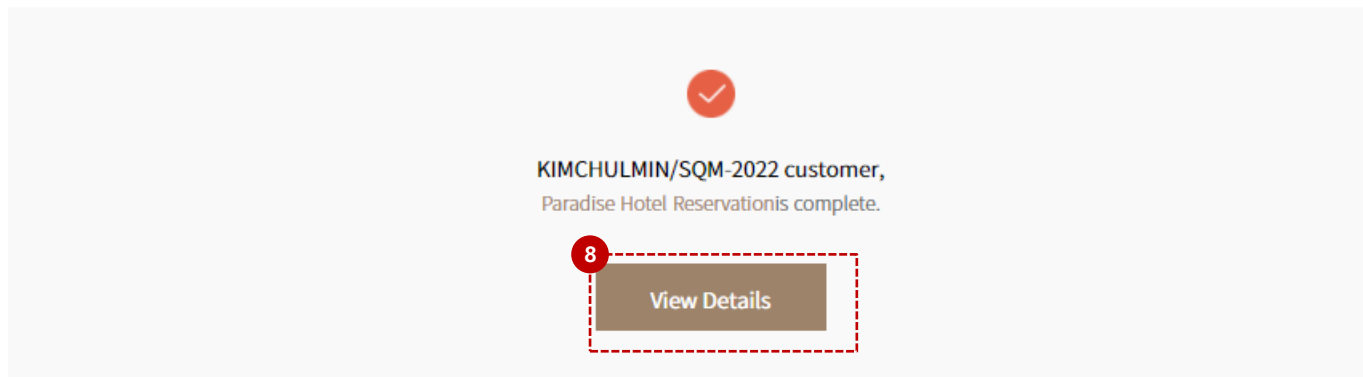 KIMCHULMIN/SQM-2022 customer,
Paradise Hotel Reservationis complete.
8
View Details